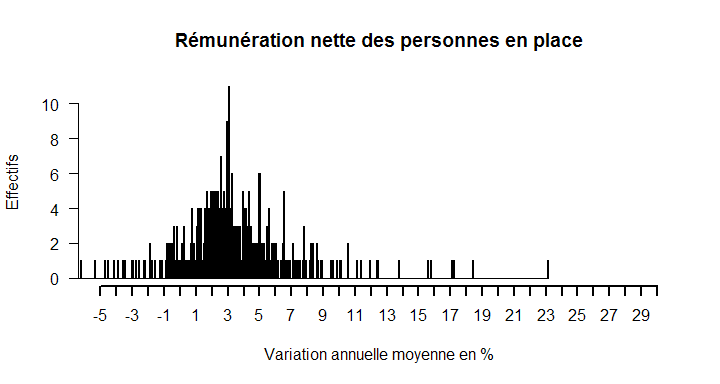 Rémunération nette des personnes en place
Effectifs
10
8
6
4
2
0
-5 -3 -1 1 3 5 7 9 11 13 15 17 19 21 23 25 27 29
Variation annuelle moyenne en %